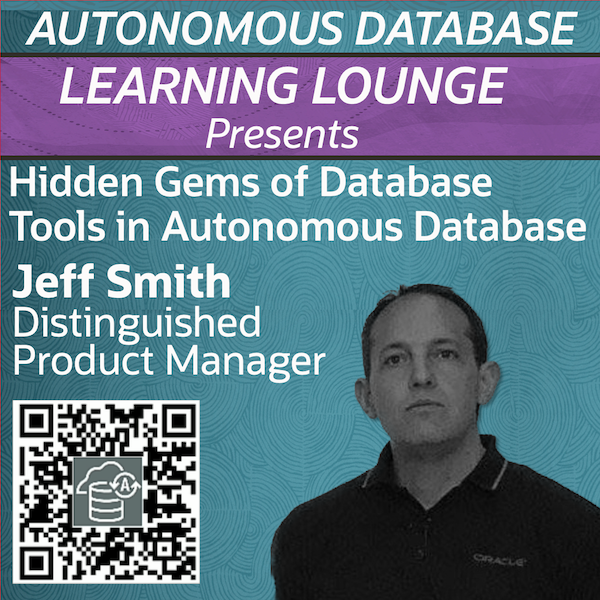 AUTONOMOUS DATABASE
LEARNING LOUNGE
Presents
Hidden Gems of Database
Tools in Autonomous Database
Jeff Smith
Distinguished
Product Manager
A
ORACLE